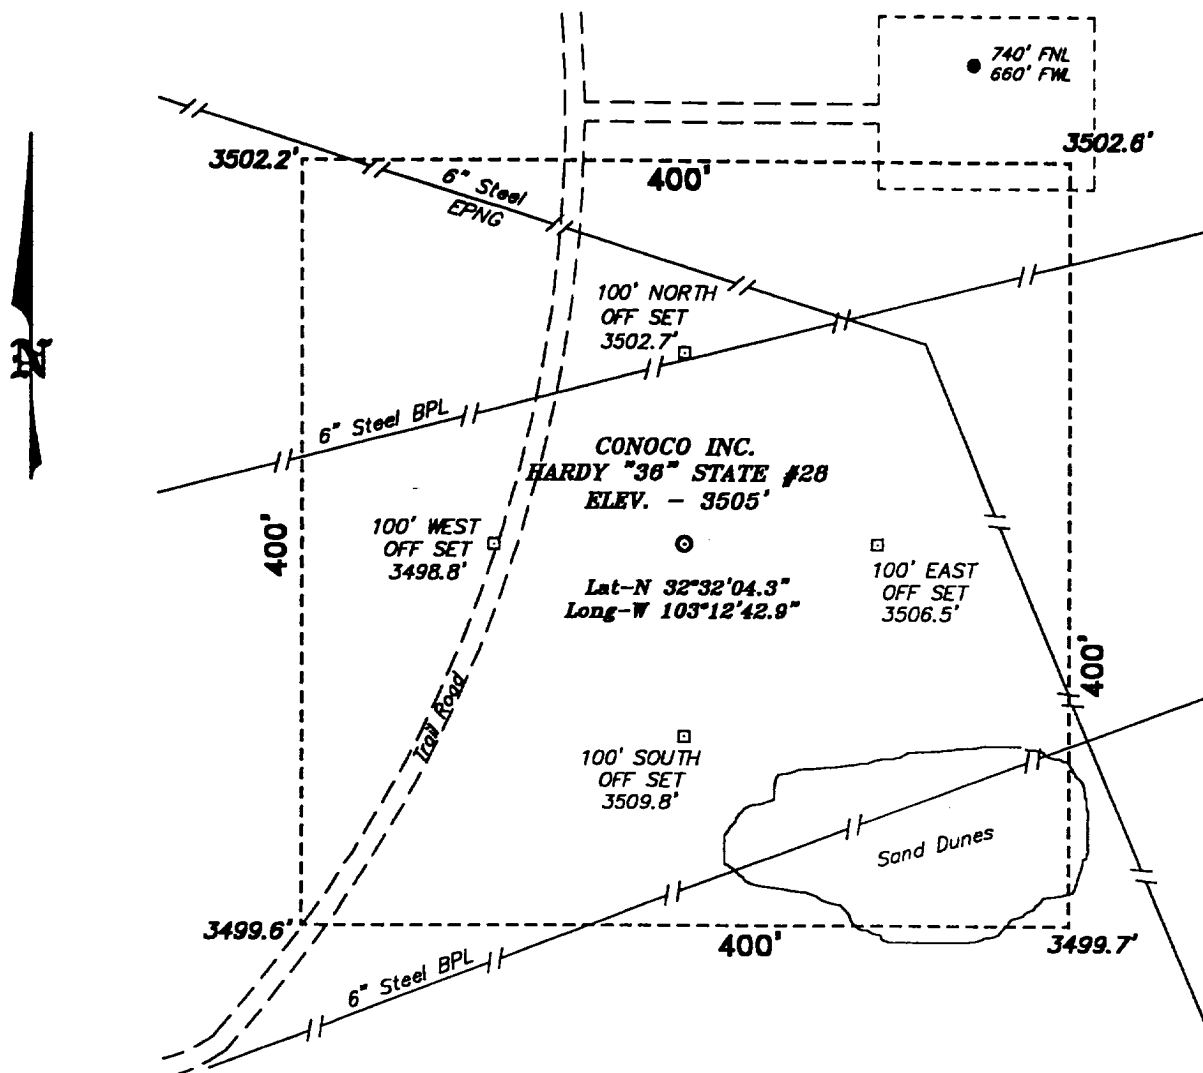 740' FNL
660' FWL
3502.2'
3502.6'
400'
6" Steel
EPNG
100' NORTH
OFF SET
3502.7'
6" Steel BPL
CONOCO INC.
HARDY "36" STATE #28
ELEV. - 3505'
400'
100' WEST
OFF SET
3498.8'
100' EAST
OFF SET
3506.5'
Lat-N 32°32'04.3"
Long-W 103°12'42.9"
400'
Trail Road
100' SOUTH
OFF SET
3509.8'
Sand Dunes
3499.6'
400'
3499.7'
6" Steel BPL